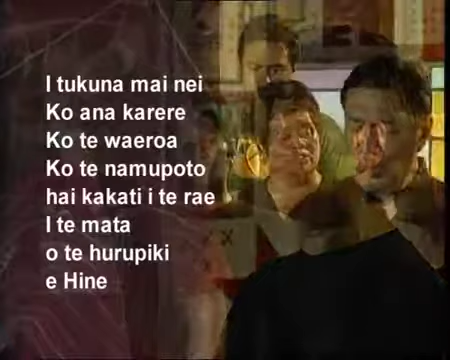 I tukuna mai nei
Ko ana karere
Ko te waeroa
Ko te namupoto
hai kakati i te rae
I te mata
o te hurupiki
e Hine